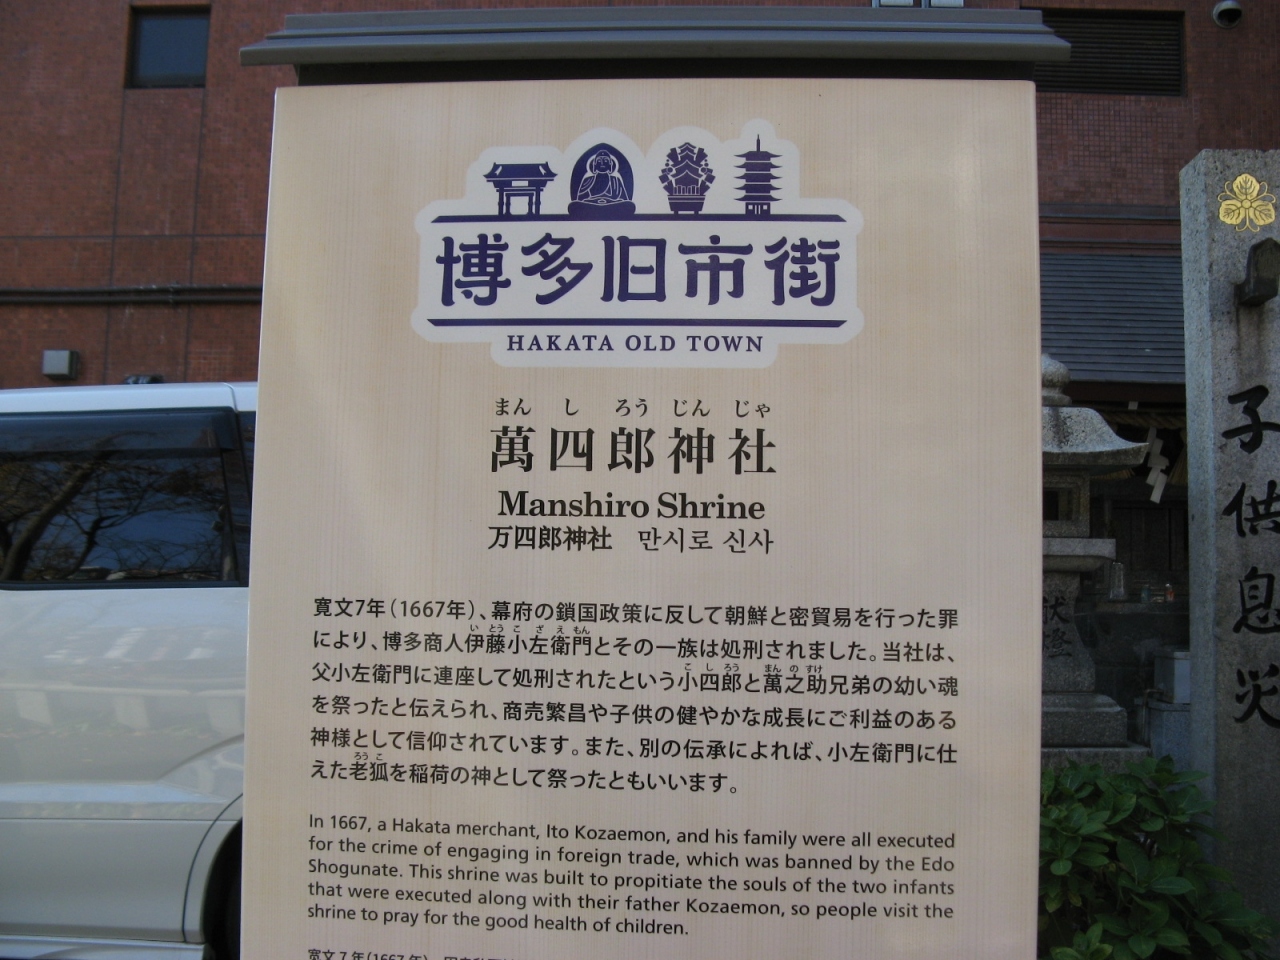 博多旧市街
HAKATA OLD TOWN
まん し ろう じん じゃ
萬四郎神社
Manshiro Shrine
万四郎神社 만시로 신사
寛文7年(1667年)、幕府の鎖国政策に反して朝鮮と密貿易を行った罪
により、博多商人伊藤小左衛門とその一族は処刑されました。当社は、
父小左衛門に連座して処刑されたという小四郎と萬之助兄弟の幼い魂
を祭ったと伝えられ、商売繁昌や子供の健やかな成長にご利益のある
神様として信仰されています。また、別の伝承によれば、小左衛門に仕
えた老狐を稲荷の神として祭ったともいいます。
In 1667, a Hakata merchant, Ito Kozaemon, and his family were all executed
for the crime of engaging in foreign trade, which was banned by the Edo
Shogunate. This shrine was built to propitiate the souls of the two infants
that were executed along with their father Kozaemon, so people visit the
shrine to pray for the good health of children.
寛文7年(1667年)
子供息災
献燈